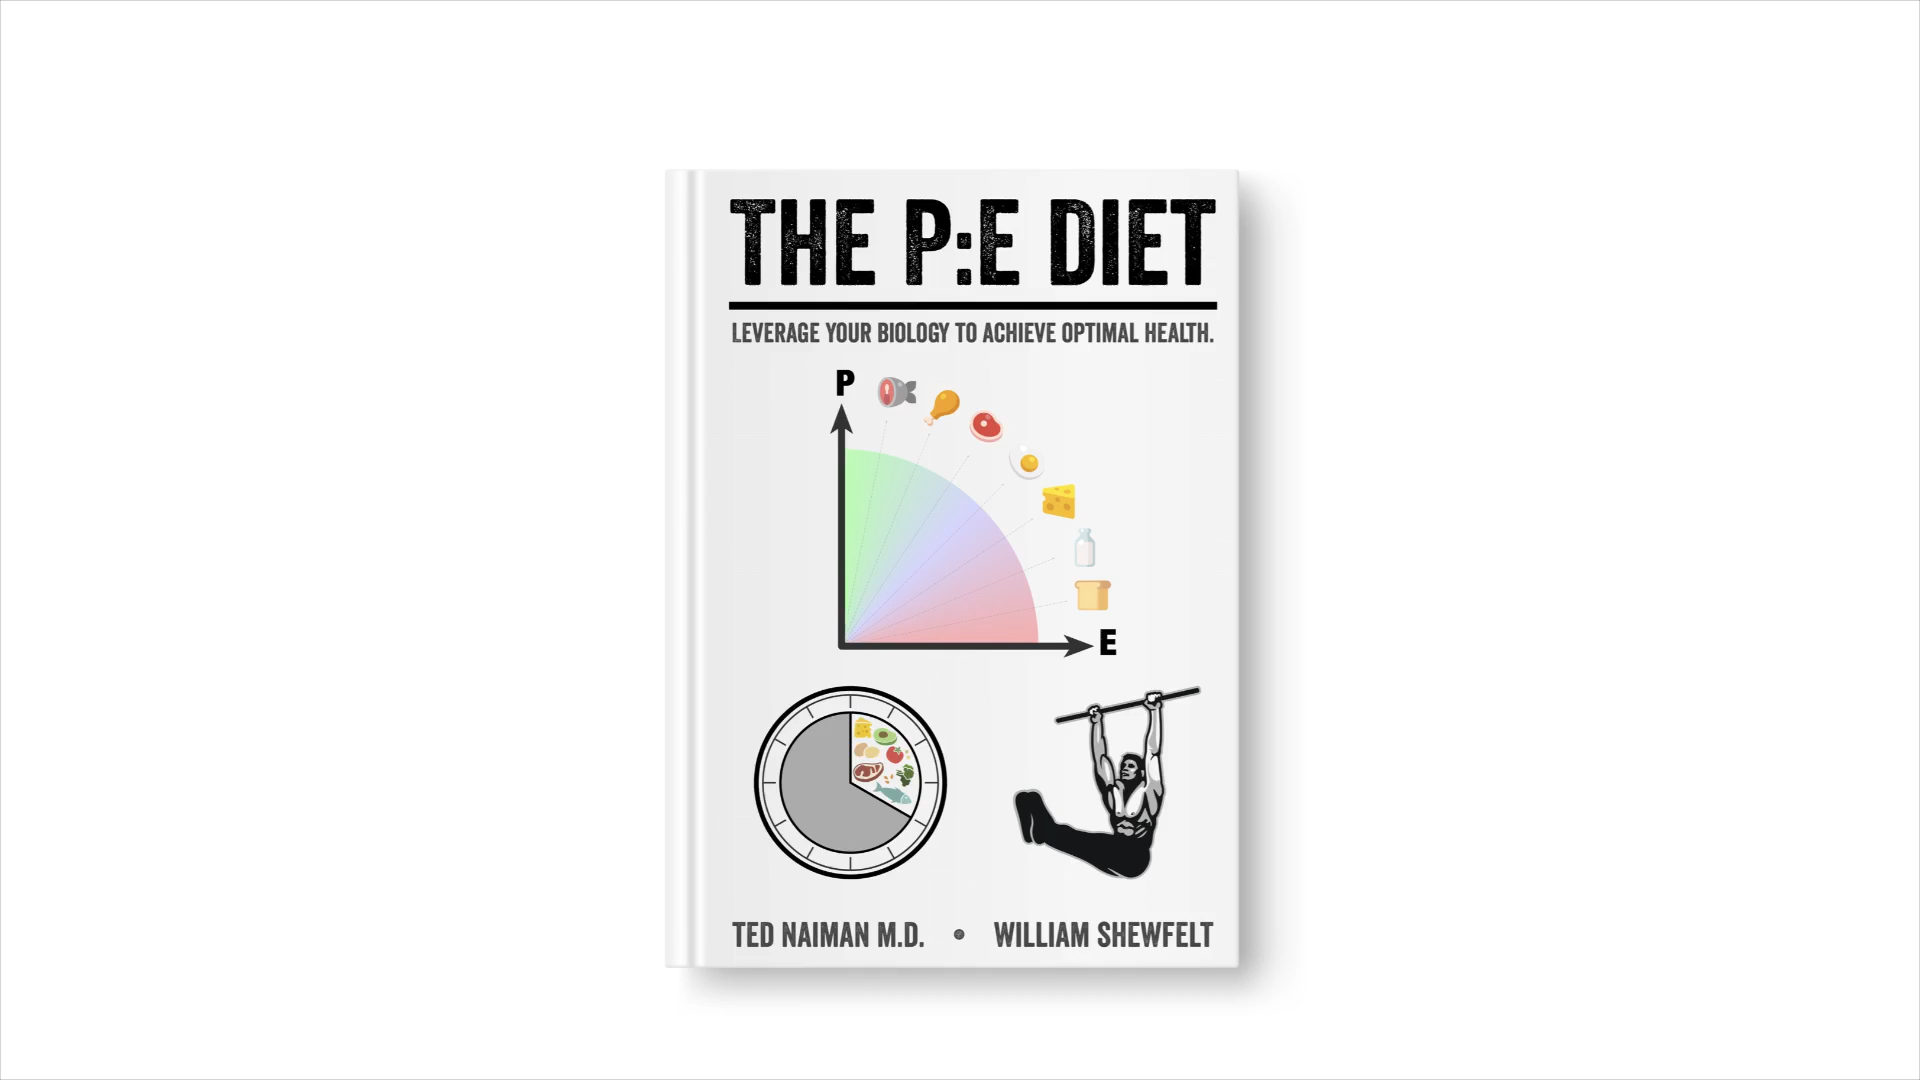 THE P:E DIET
LEVERAGE YOUR BIOLOGY TO ACHIEVE OPTIMAL HEALTH.
P
E
TED NAIMAN M.D. • WILLIAM SHEWFELT